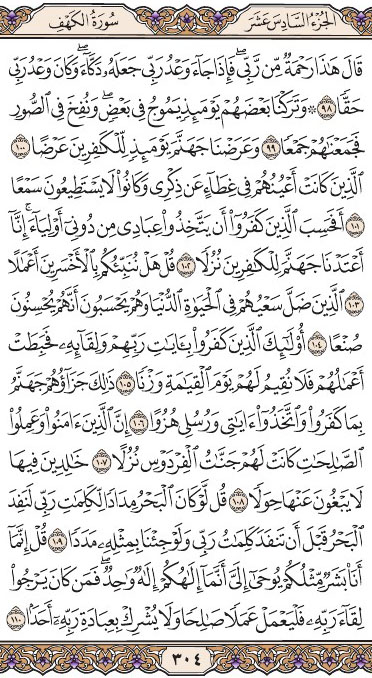 الجزء السادس عشر
سورة الكهف
قَالَ هَٰذَا رَحْمَةٌ مِّن رَّبِّي ۖ فَإِذَا جَاءَ وَعْدُ رَبِّي جَعَلَهُ دَكَّاءَ ۖ وَكَانَ وَعْدُ رَبِّي
حَقًّا ٩٨ ۞ وَتَرَكْنَا بَعْضَهُمْ يَوْمَئِذٍ يَمُوجُ فِي بَعْضٍ ۖ وَنُفِخَ فِي الصُّورِ
فَجَمَعْنَاهُمْ جَمْعًا ٩٩ وَعَرَضْنَا جَهَنَّمَ يَوْمَئِذٍ لِّلْكَافِرِينَ عَرْضًا ١٠٠
الَّذِينَ كَانَتْ أَعْيُنُهُمْ فِي غِطَاءٍ عَن ذِكْرِي وَكَانُوا لَا يَسْتَطِيعُونَ سَمْعًا
١٠١ أَفَحَسِبَ الَّذِينَ كَفَرُوا أَن يَتَّخِذُوا عِبَادِي مِن دُونِي أَوْلِيَاءَ ۚ إِنَّا
أَعْتَدْنَا جَهَنَّمَ لِلْكَافِرِينَ نُزُلًا ١٠٢ قُلْ هَلْ نُنَبِّئُكُم بِالْأَخْسَرِينَ أَعْمَالًا
١٠٣ الَّذِينَ ضَلَّ سَعْيُهُمْ فِي الْحَيَاةِ الدُّنْيَا وَهُمْ يَحْسَبُونَ أَنَّهُمْ يُحْسِنُونَ
صُنْعًا ١٠٤ أُولَٰئِكَ الَّذِينَ كَفَرُوا بِآيَاتِ رَبِّهِمْ وَلِقَائِهِ فَحَبِطَتْ
أَعْمَالُهُمْ فَلَا نُقِيمُ لَهُمْ يَوْمَ الْقِيَامَةِ وَزْنًا ١٠٥ ذَٰلِكَ جَزَاؤُهُمْ جَهَنَّمُ
بِمَا كَفَرُوا وَاتَّخَذُوا آيَاتِي وَرُسُلِي هُزُوًا ١٠٦ إِنَّ الَّذِينَ آمَنُوا وَعَمِلُوا
الصَّالِحَاتِ كَانَتْ لَهُمْ جَنَّاتُ الْفِرْدَوْسِ نُزُلًا ١٠٧ خَالِدِينَ فِيهَا
لَا يَبْغُونَ عَنْهَا حِوَلًا ١٠٨ قُل لَّوْ كَانَ الْبَحْرُ مِدَادًا لِّكَلِمَاتِ رَبِّي لَنَفِدَ
الْبَحْرُ قَبْلَ أَن تَنفَدَ كَلِمَاتُ رَبِّي وَلَوْ جِئْنَا بِمِثْلِهِ مَدَدًا ١٠٩ قُلْ إِنَّمَا
أَنَا بَشَرٌ مِّثْلُكُمْ يُوحَىٰ إِلَيَّ أَنَّمَا إِلَٰهُكُمْ إِلَٰهٌ وَاحِدٌ ۖ فَمَن كَانَ يَرْجُو
لِقَاءَ رَبِّهِ فَلْيَعْمَلْ عَمَلًا صَالِحًا وَلَا يُشْرِكْ بِعِبَادَةِ رَبِّهِ أَحَدًا ١١٠
٣٠٤